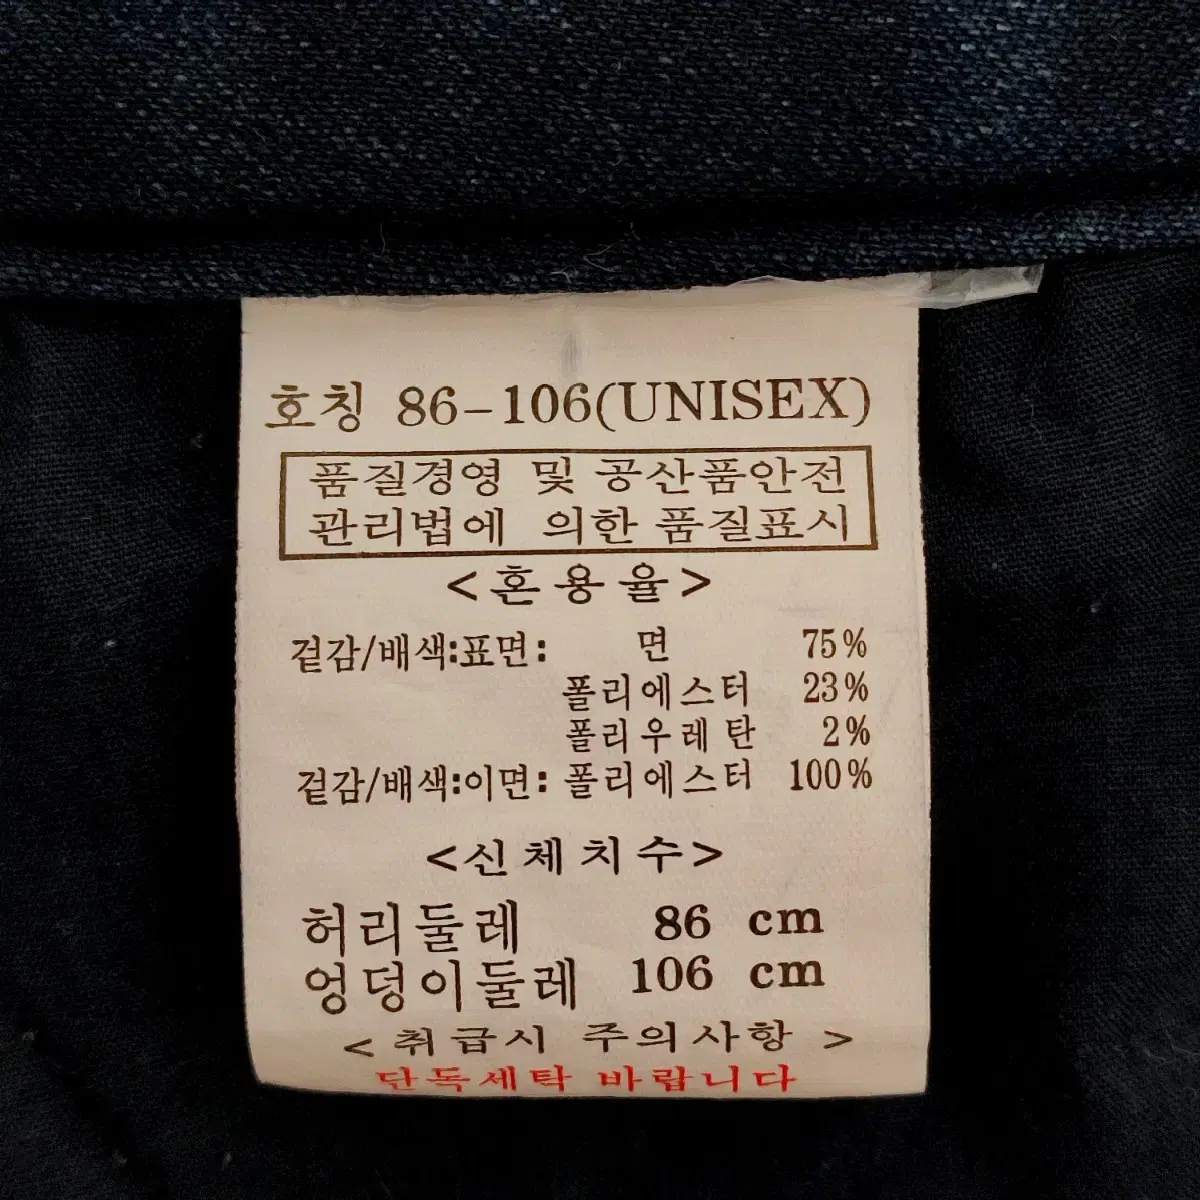 호칭 86-106(UNISEX)
품질경영 및 공산품안전
관리법에 의한 품질표시
<혼용율>
겉감/배색:표면: 면 75%
폴리에스터 23%
폴리우레탄 2%
겉감/배색:이면: 폴리에스터 100%
<신체치수>
허리둘레 86 cm
엉덩이둘레 106 cm
<취급시 주의사항>
단독세탁 바랍니다